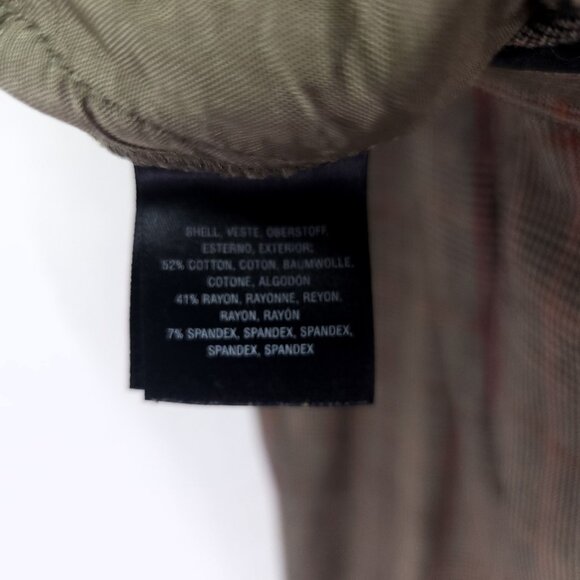 SHELL, VESTE, OBERSTOFF,
ESTERNO, EXTERIOR;
52% COTTON, COTON, BAUMWOLLE,
COTONE, ALGODÓN
41% RAYON, RAYONNE, REYON,
RAYON, RAYÓN
7% SPANDEX, SPANDEX, SPANDEX,
SPANDEX, SPANDEX